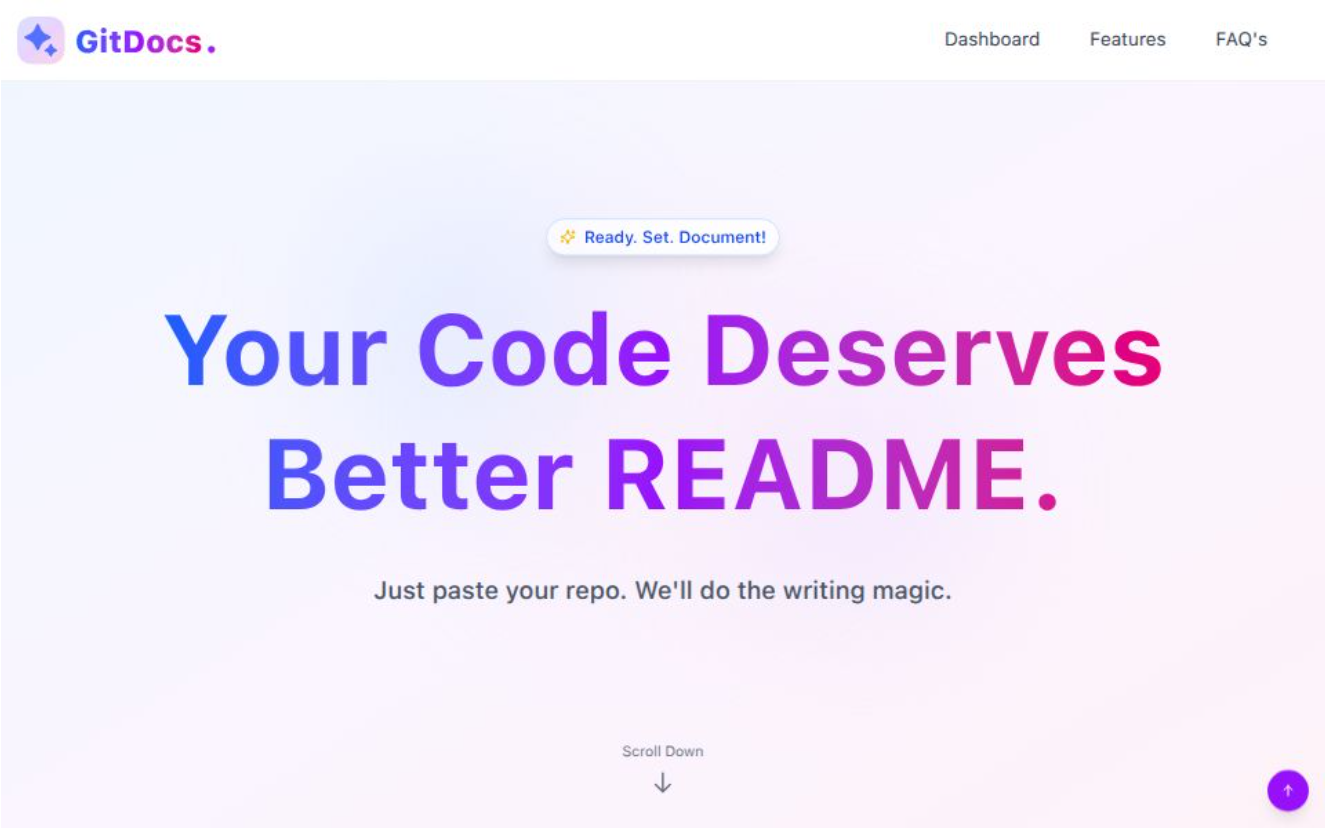 GitDocs.
Dashboard Features FAQ's
Ready. Set. Document!
Your Code Deserves
Better README.
Just paste your repo. We'll do the writing magic.
Scroll Down